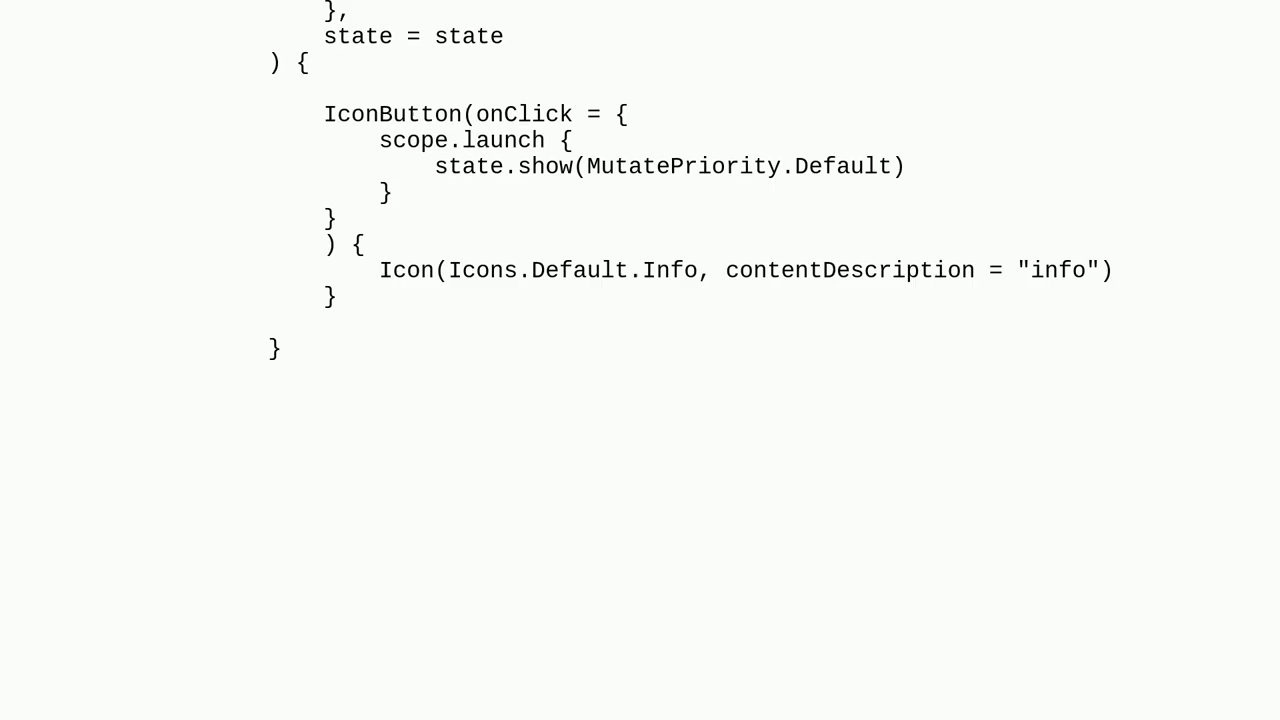 },
    state = state
) {

    IconButton(onClick = {
        scope.launch {
            state.show(MutatePriority.Default)
        }
    }
    ) {
        Icon(Icons.Default.Info, contentDescription = "info")
    }

}